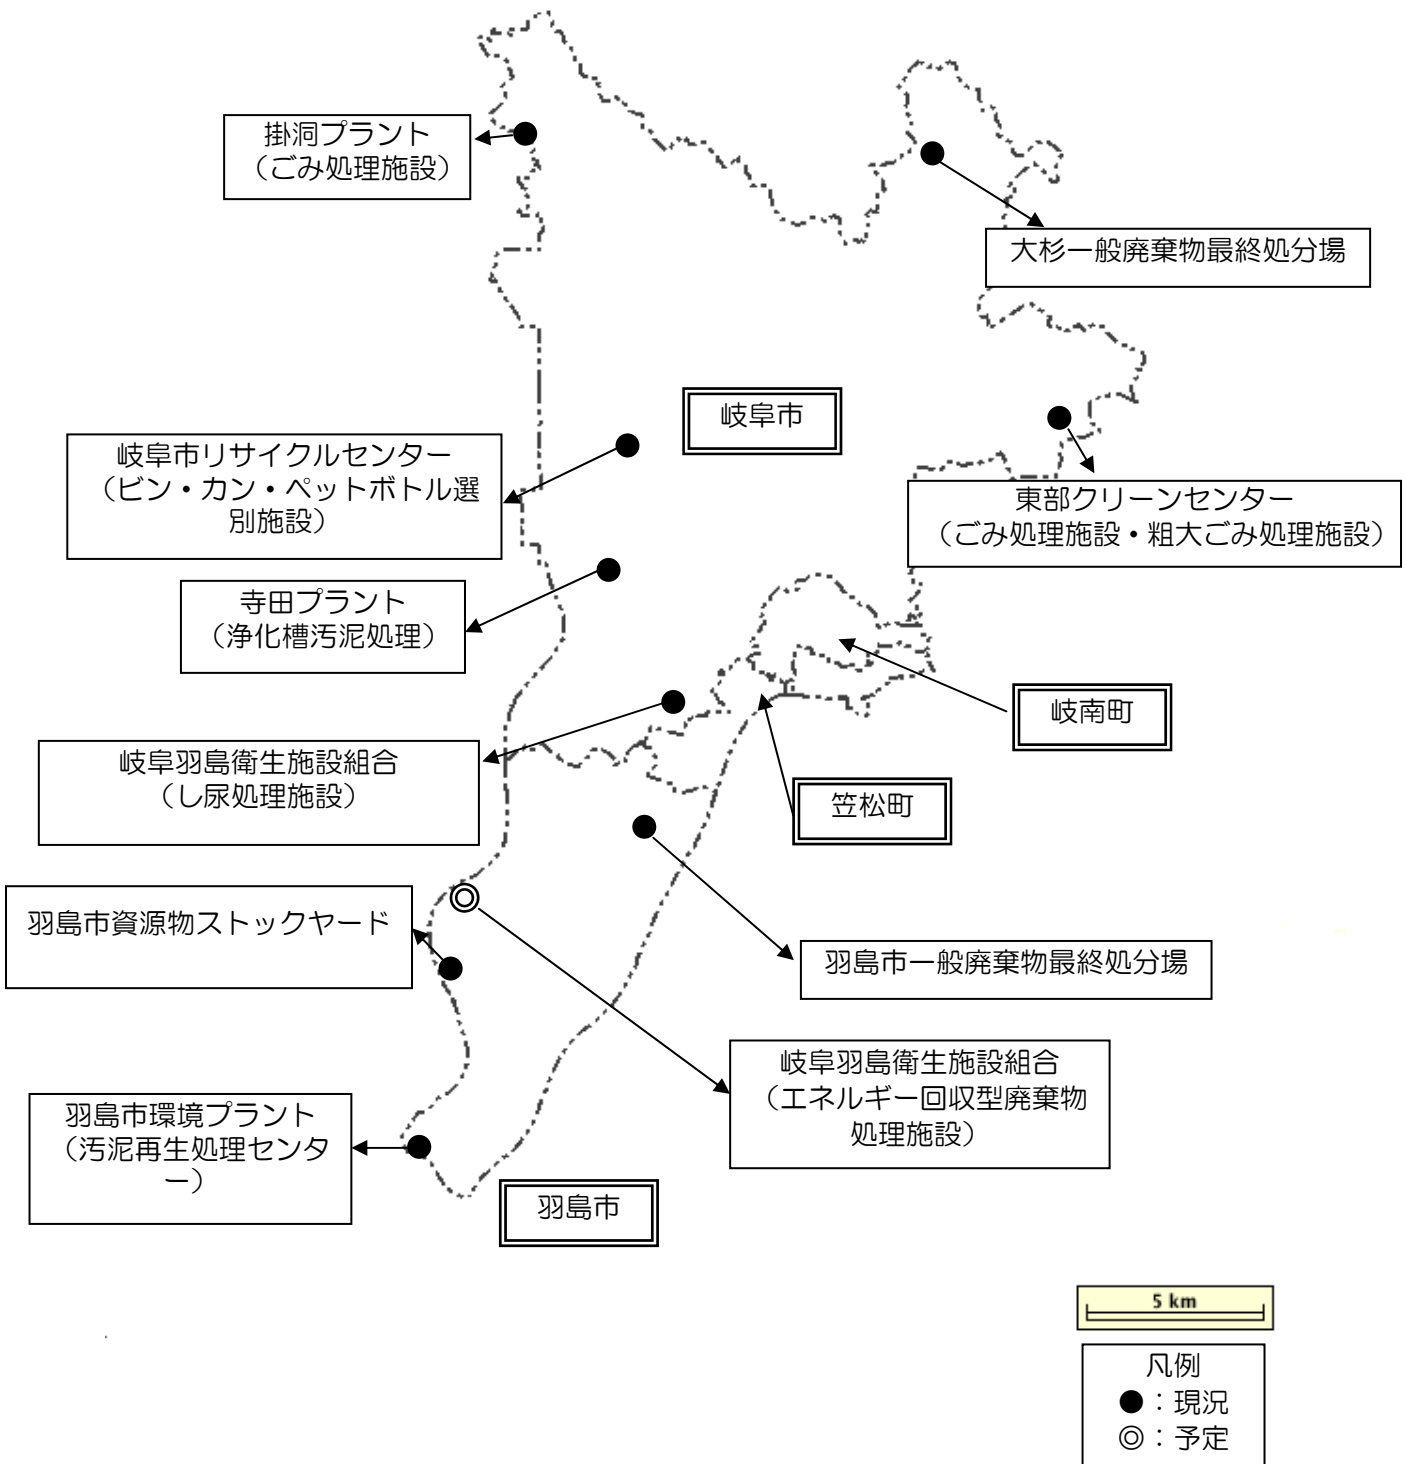 掛洞プラント
（ごみ処理施設）
大杉一般廃棄物最終処分場
岐阜市
岐阜市リサイクルセンター
（ビン・カン・ペットボトル選
別施設）
東部クリーンセンター
（ごみ処理施設・粗大ごみ処理施設）
寺田プラント
（浄化槽汚泥処理）
岐南町
岐阜羽島衛生施設組合
（し尿処理施設）
笠松町
羽島市資源物ストックヤード
羽島市一般廃棄物最終処分場
岐阜羽島衛生施設組合
（エネルギー回収型廃棄物
処理施設）
羽島市環境プラント
（汚泥再生処理センタ
ー）
羽島市
5 km
凡例
●：現況
◎：予定